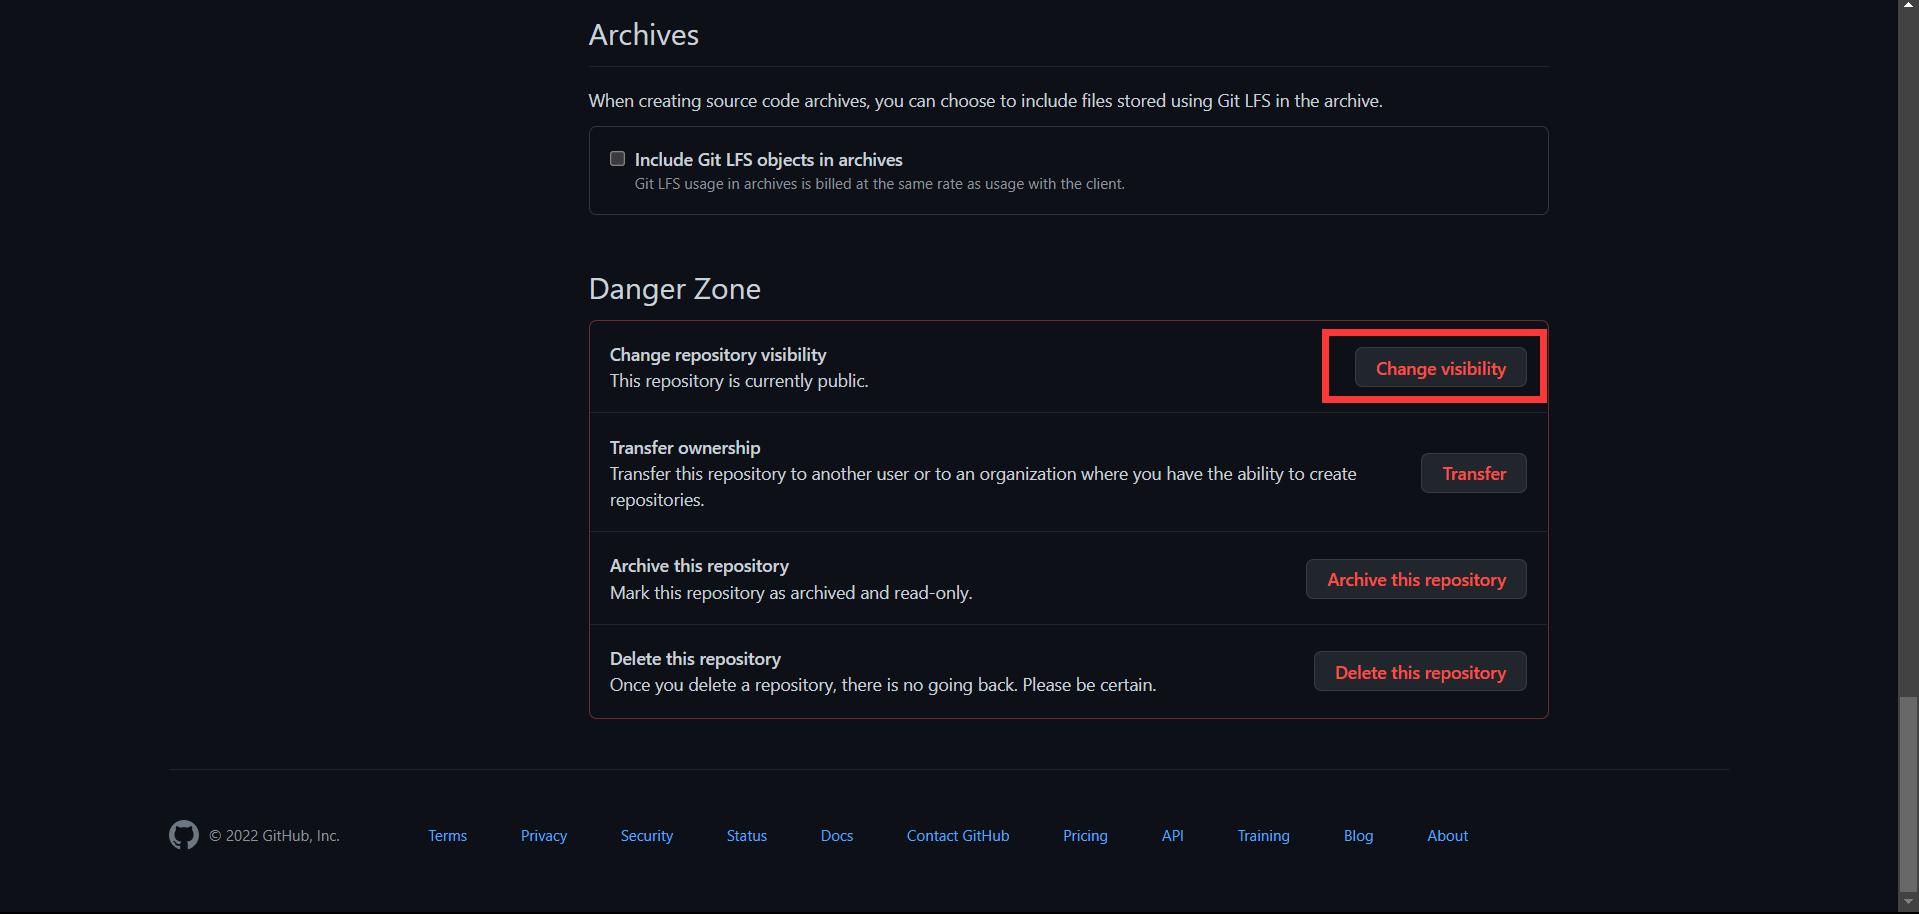 Archives
When creating source code archives, you can choose to include files stored using Git LFS in the archive.
Include Git LFS objects in archives
Git LFS usage in archives is billed at the same rate as usage with the client.
Danger Zone
Change repository visibility
This repository is currently public.
Change visibility
Transfer ownership
Transfer this repository to another user or to an organization where you have the ability to create
repositories.
Transfer
Archive this repository
Mark this repository as archived and read-only.
Archive this repository
Delete this repository
Once you delete a repository, there is no going back. Please be certain.
Delete this repository
© 2022 GitHub, Inc. Terms Privacy Security Status Docs Contact GitHub Pricing API Training Blog About